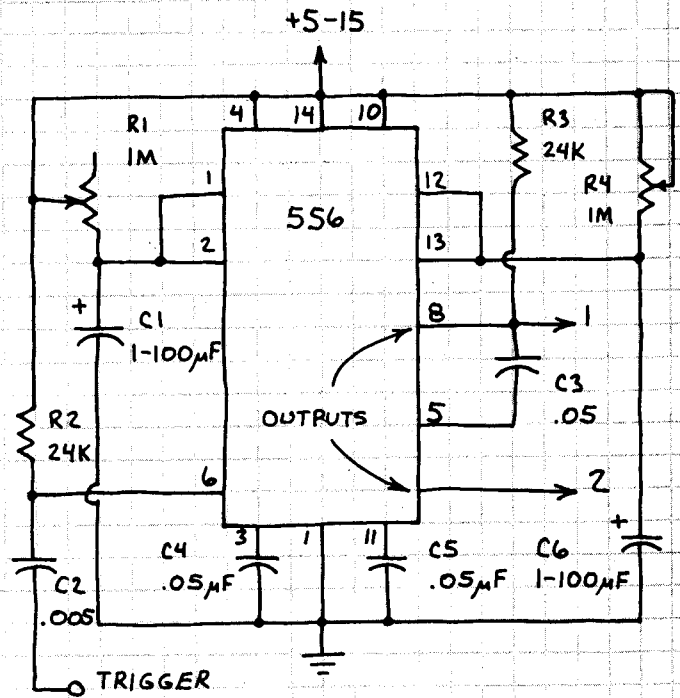 +5-15
4 14 10
R1
1M
R3
24K
R4
1M
1
12
556
2
13
+
C1
1-100µF
8
1
C3
.05
OUTPUTS
5
R2
24K
6
2
+
3
1
11
C4
.05µF
C5
.05µF
C6
1-100µF
C2
.005
TRIGGER